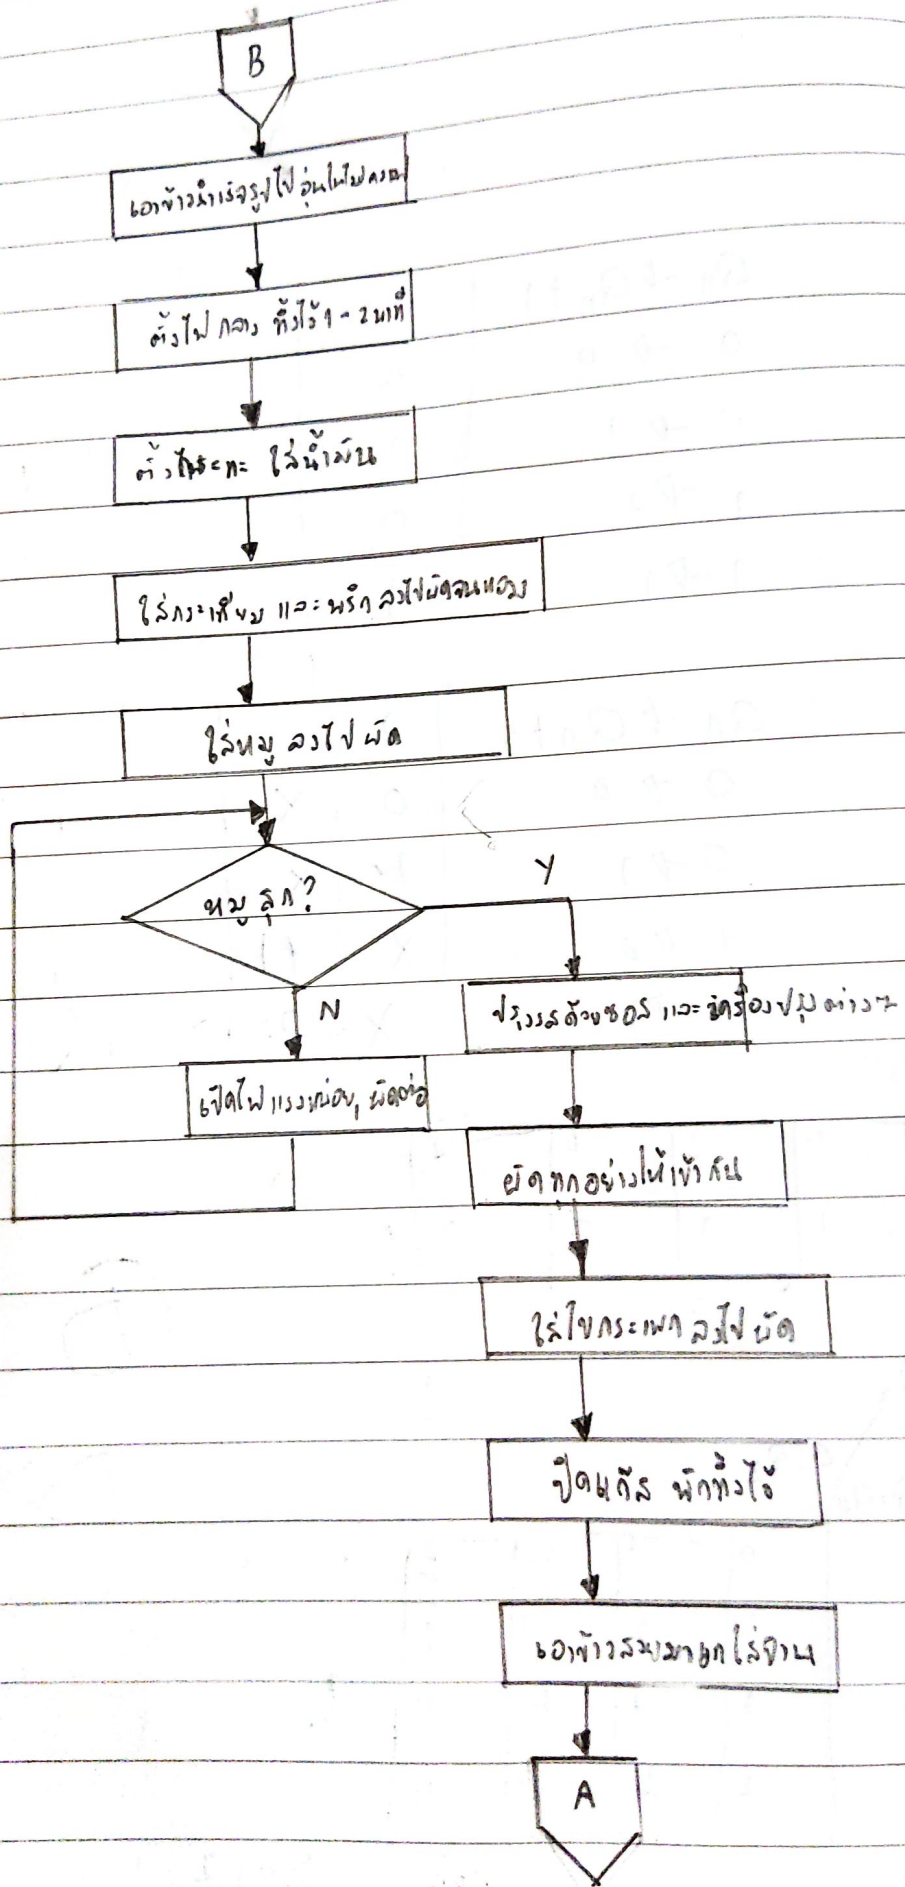 B
เอาข้าวสำเร็จรูปไปอุ่นในไมโครเวฟ
ตั้งไฟ กลาง ทิ้งไว้ 1-2 นาที
ตั้งกระทะ ใส่น้ำมัน
ใส่กระเทียม และพริก ลงไปผัดจนหอม
ใส่หมู ลงไป ผัด
หมู สุก?
Y
N
ปรุงรสด้วยซอส และเครื่องปรุงต่างๆ
เปิดไฟแรงหน่อย, ผัดต่อ
ผัดทุกอย่างให้เข้ากัน
ใส่ใบกระเพรา ลงไป ผัด
ปิดแก๊ส พักทิ้งไว้
เอาข้าวสวยมาแกะใส่จาน
A